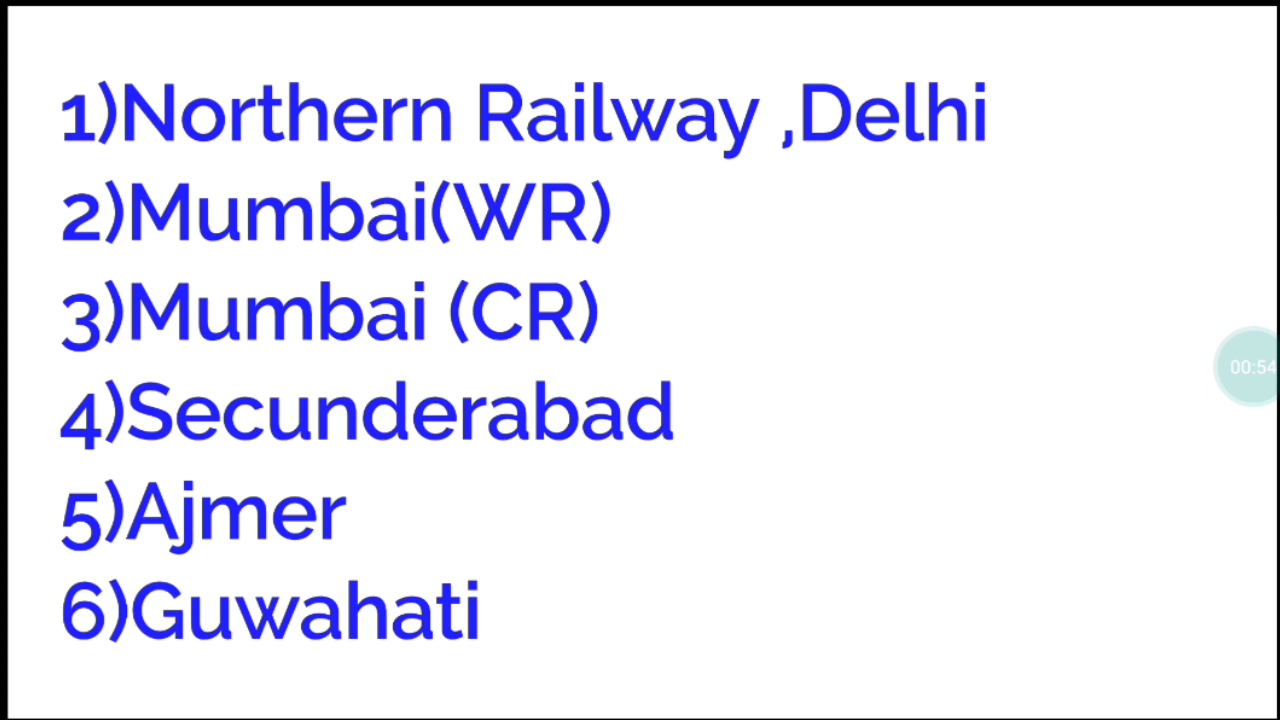 1)Northern Railway ,Delhi
2)Mumbai(WR)
3)Mumbai (CR)
4)Secunderabad
5)Ajmer
6)Guwahati
00:54